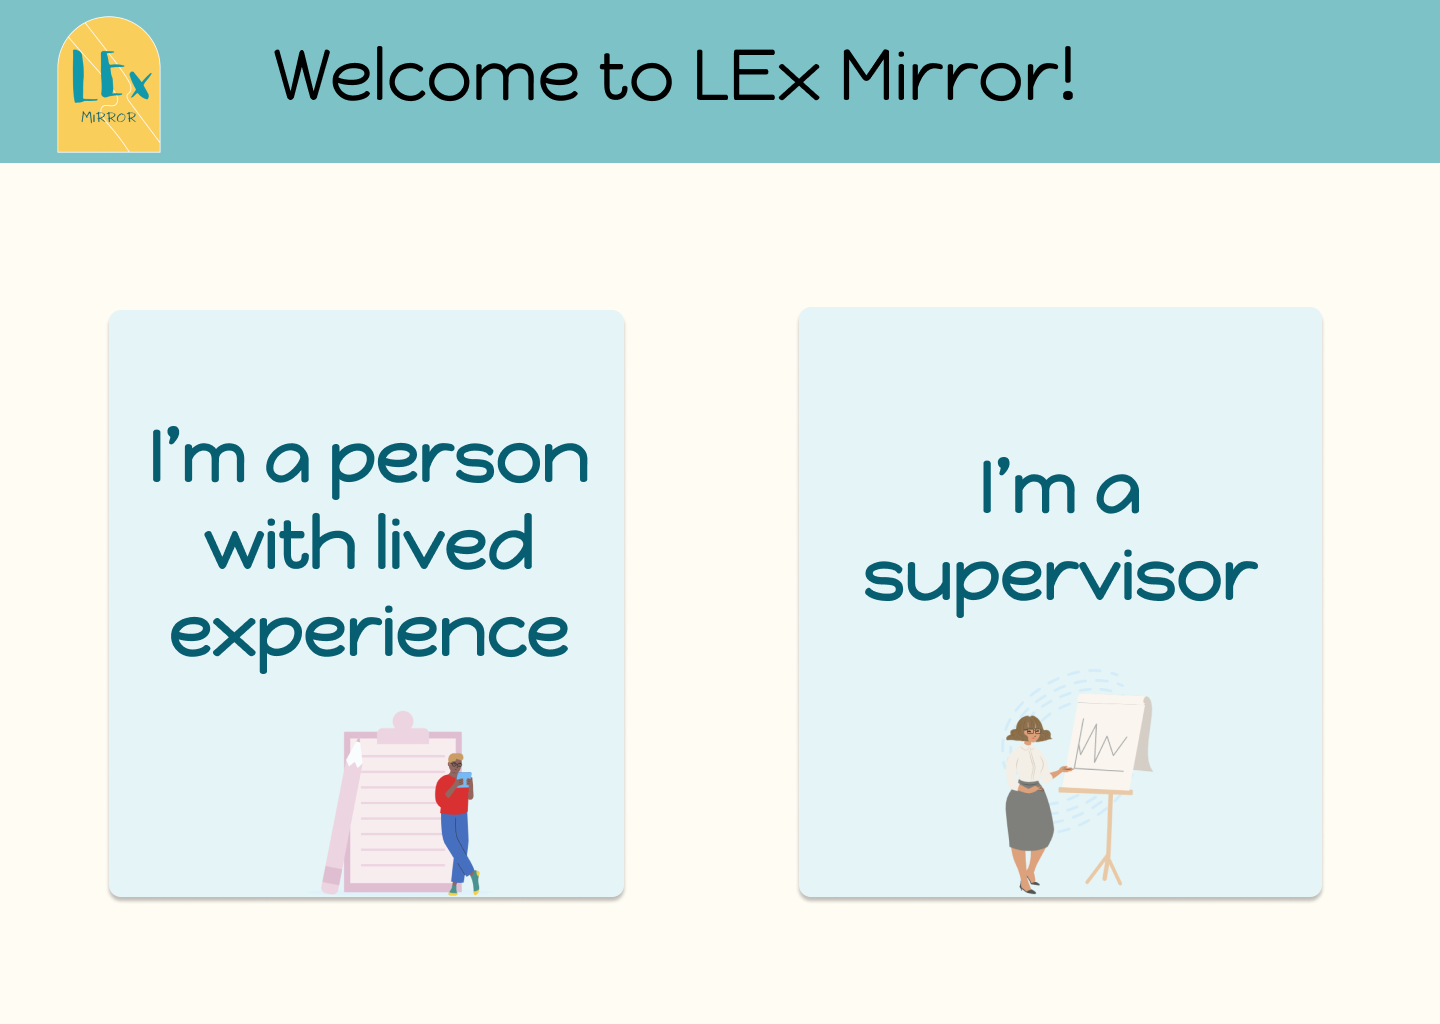 LEx
MIRROR
Welcome to LEx Mirror!
I'm a person
with lived
experience
I'm a
supervisor